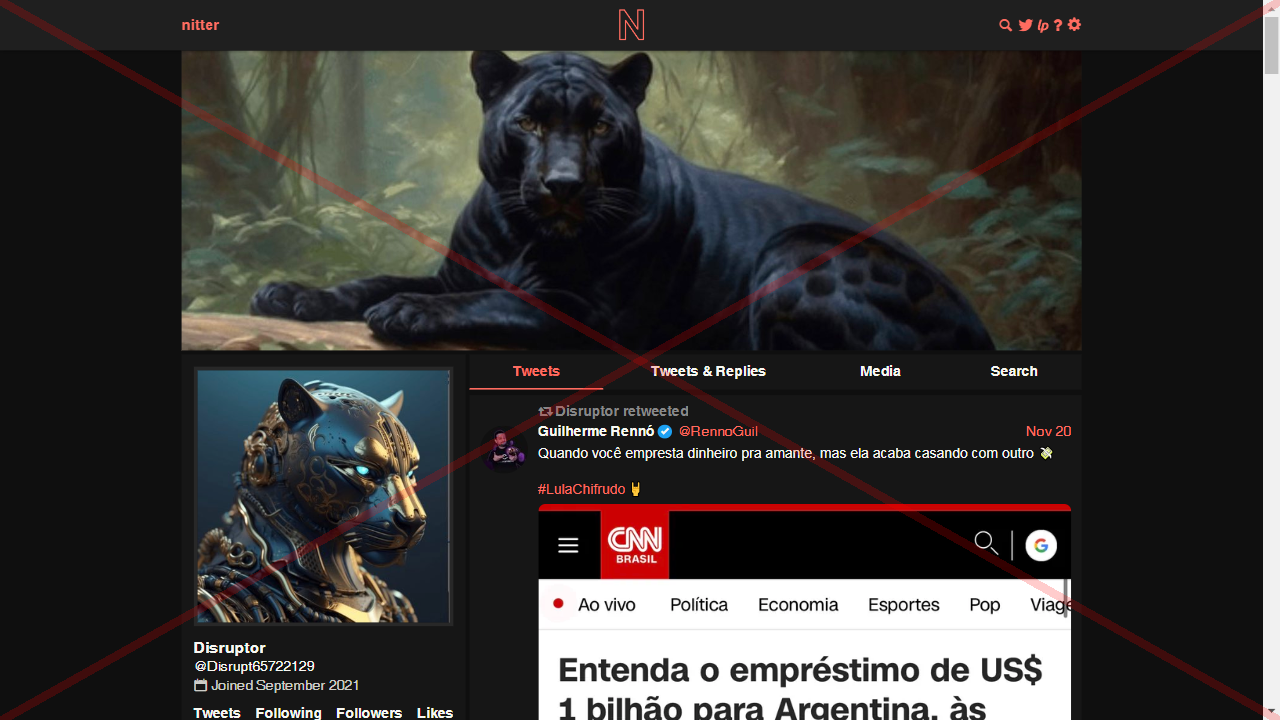 nitter
N
lp ?
Tweets Tweets & Replies Media Search
Disruptor retweeted
Guilherme Rennó @RennoGuil Nov 20
Quando você empresta dinheiro pra amante, mas ela acaba casando com outro
#LulaChifrudo
CNN
BRASIL
G
Ao vivo Política Economia Esportes Pop Viage
Entenda o empréstimo de US$
1 bilhão para Argentina, às
Disruptor
@Disrupt65722129
Joined September 2021
Tweets Following Followers Likes